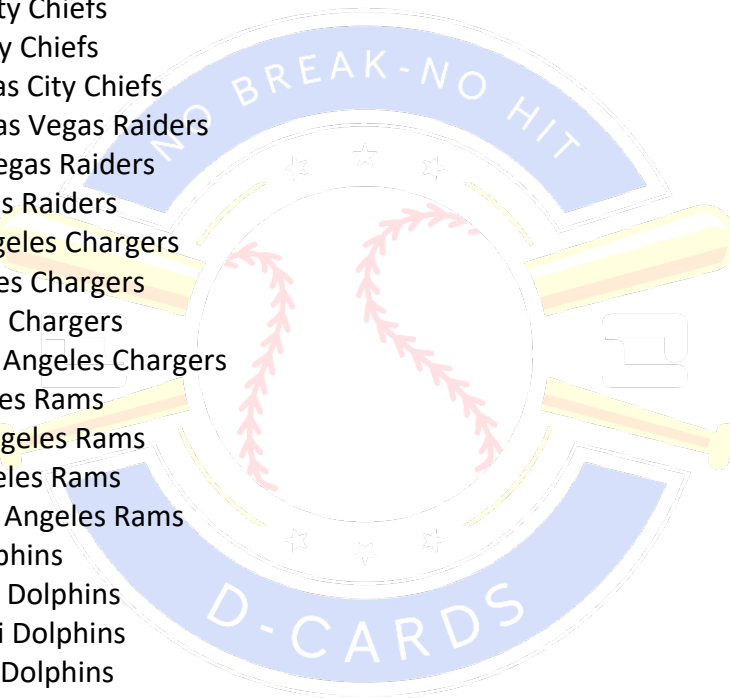 ty Chiefs
y Chiefs
as City Chiefs
as Vegas Raiders
egas Raiders
s Raiders
geles Chargers
es Chargers
Chargers
Angeles Chargers
es Rams
geles Rams
eles Rams
Angeles Rams
phins
Dolphins
i Dolphins
Dolphins
NO BREAK-NO HIT
D-CARDS